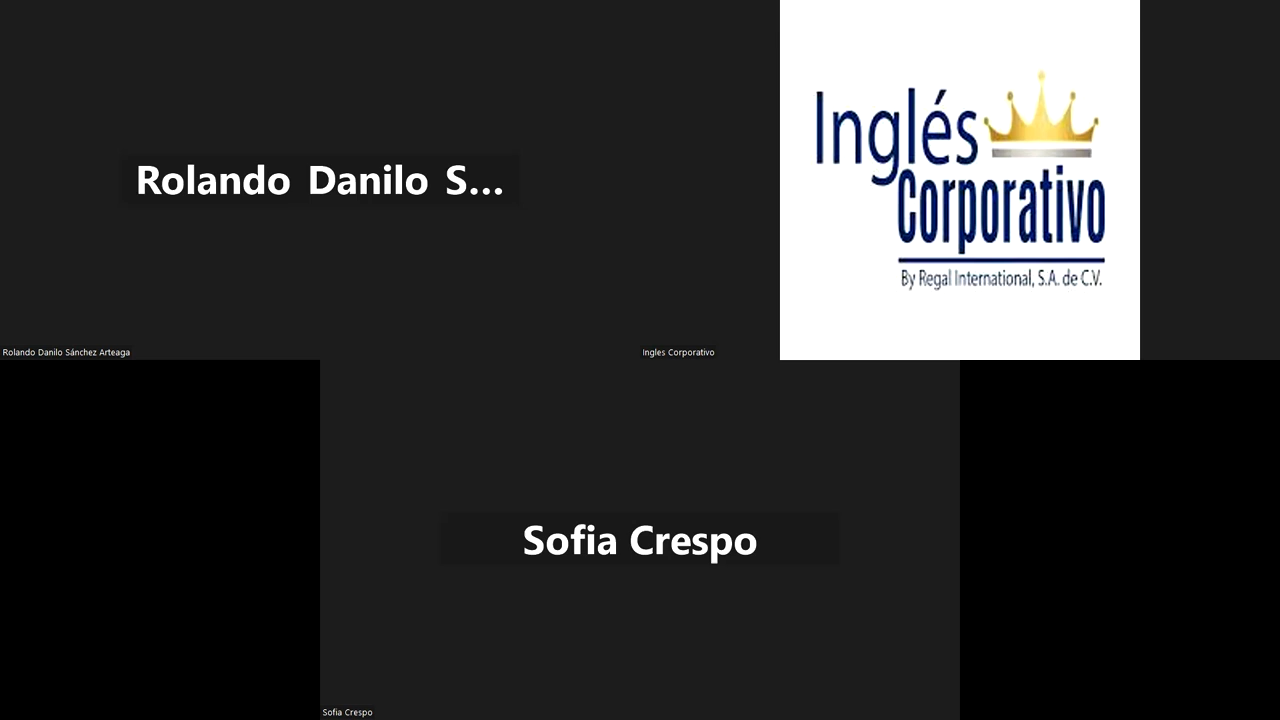 Rolando Danilo S...
Rolando Danilo Sánchez Arteaga
Inglés
Corporativo
By Regal International, S.A. de C.V.
Ingles Corporativo
Sofia Crespo
Sofia Crespo